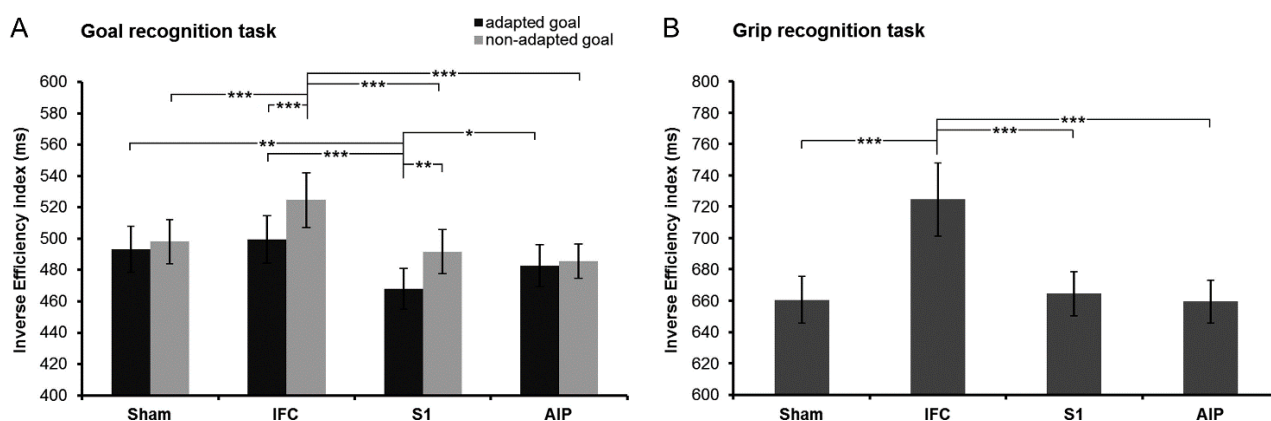 A
Goal recognition task
adapted goal
non-adapted goal
Inverse Efficiency index (ms)
600
580
560
540
520
500
480
460
440
420
400
***
***
***
***
**
*
***
**
Sham
IFC
S1
AIP
B
Grip recognition task
Inverse Efficiency index (ms)
800
780
760
740
720
700
680
660
640
620
600
***
***
***
Sham
IFC
S1
AIP